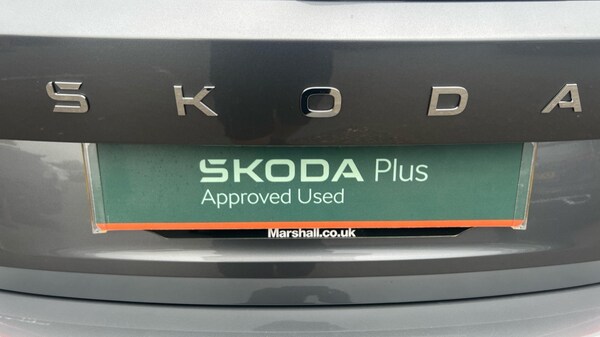 SKODA
SKODA Plus
Approved Used
Marshall.co.uk